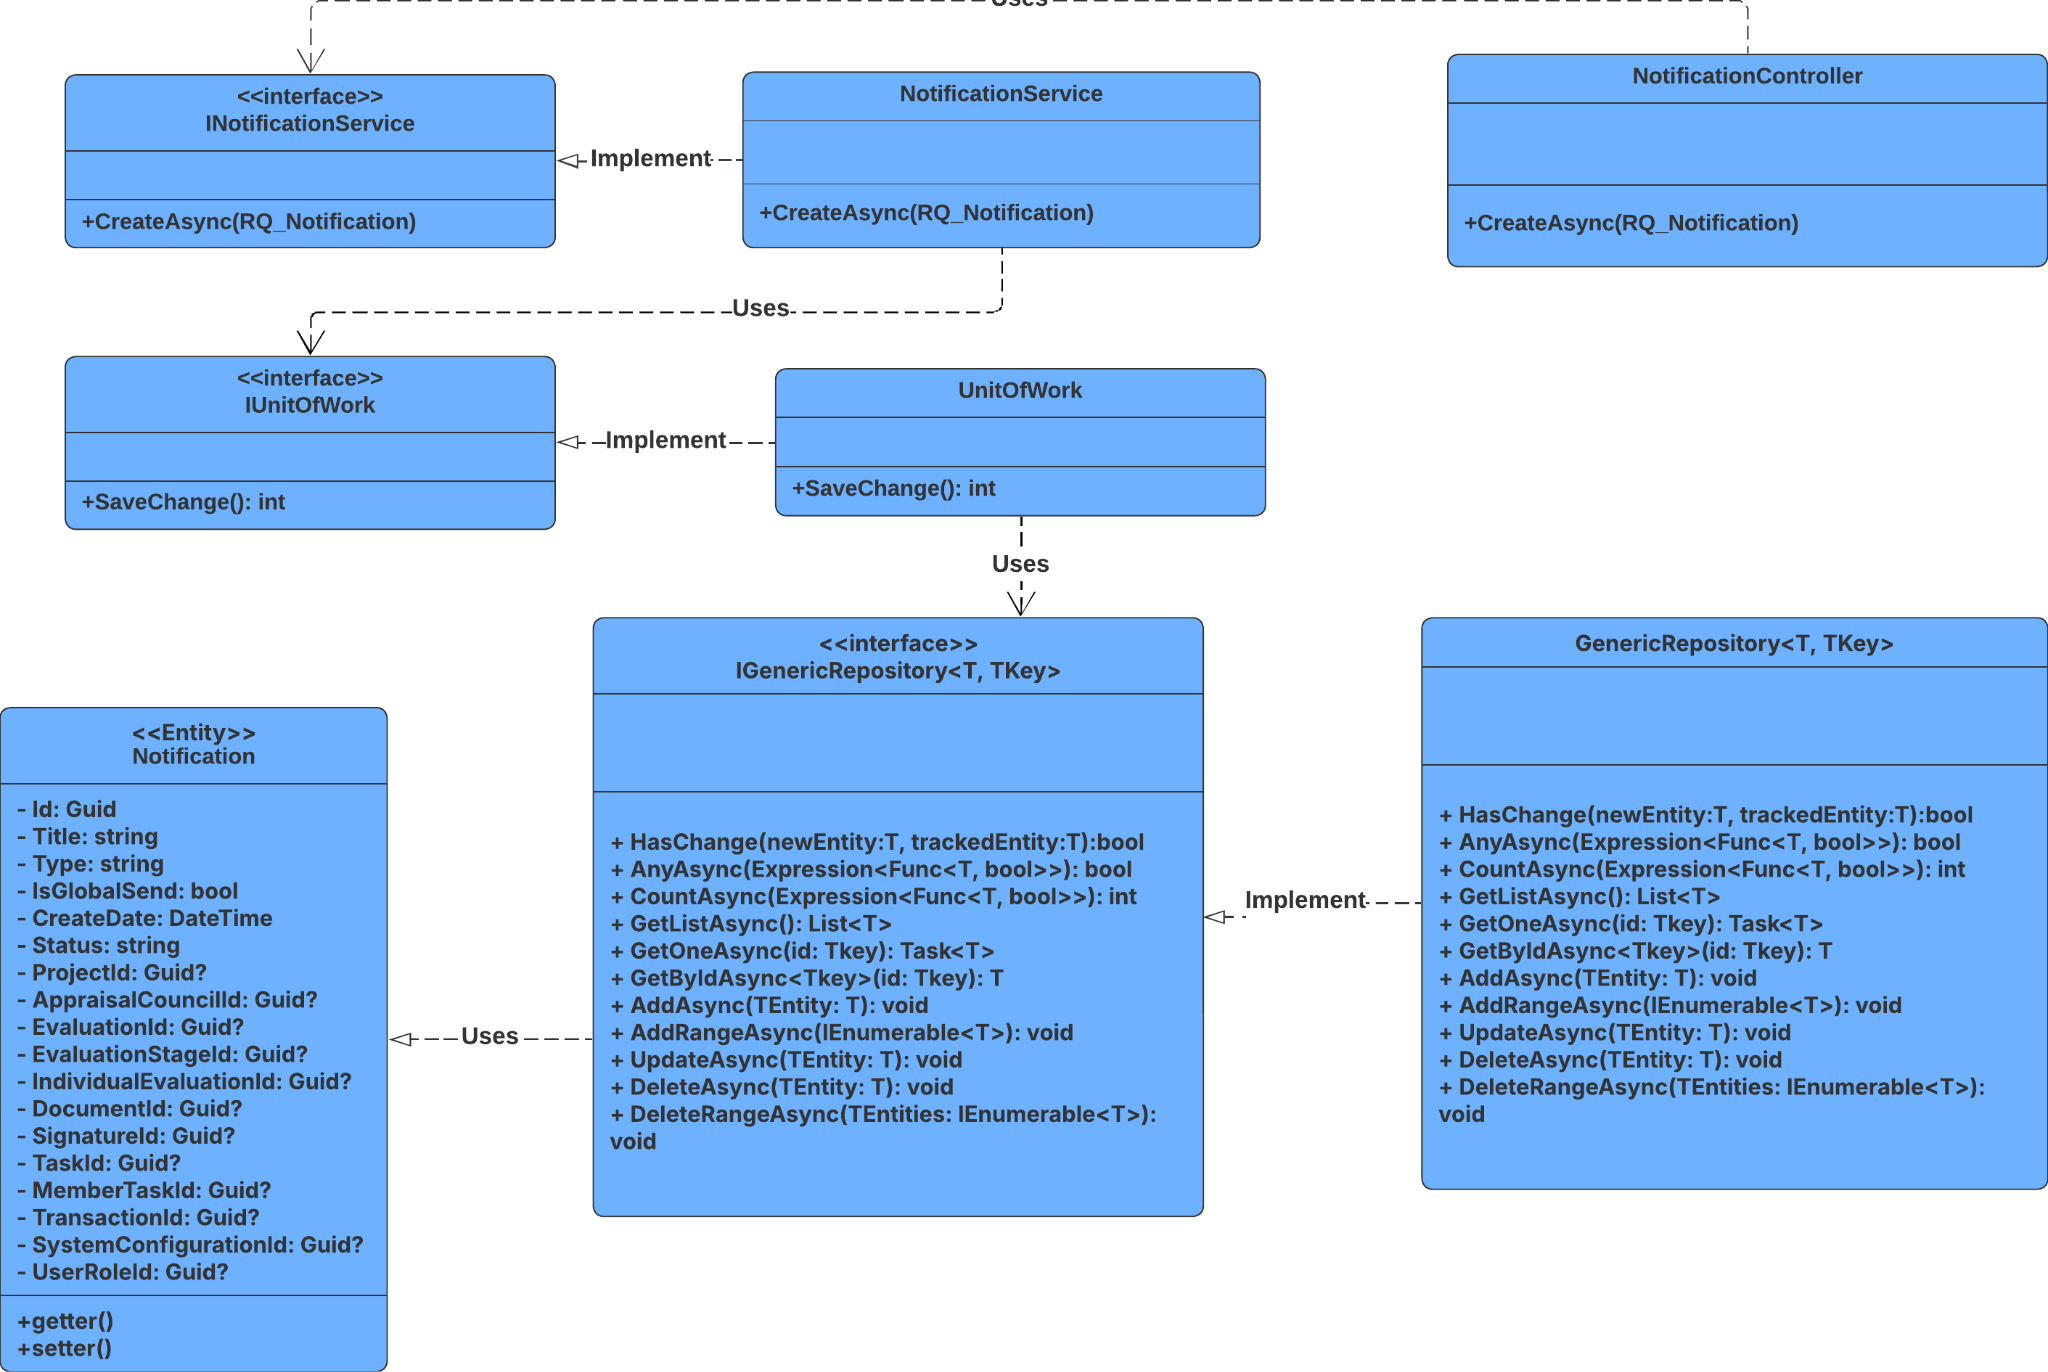 Uses
<<interface>>
INotificationService
+CreateAsync(RQ_Notification)
Implement
NotificationService
+CreateAsync(RQ_Notification)
NotificationController
+CreateAsync(RQ_Notification)
Uses
<<interface>>
IUnitOfWork
+SaveChange(): int
Implement
UnitOfWork
+SaveChange(): int
Uses
<<Entity>>
Notification
- Id: Guid
- Title: string
- Type: string
- IsGlobalSend: bool
- CreateDate: DateTime
- Status: string
- ProjectId: Guid?
- AppraisalCouncilId: Guid?
- EvaluationId: Guid?
- EvaluationStageId: Guid?
- IndividualEvaluationId: Guid?
- DocumentId: Guid?
- SignatureId: Guid?
- TaskId: Guid?
- MemberTaskId: Guid?
- TransactionId: Guid?
- SystemConfigurationId: Guid?
- UserRoleId: Guid?
+getter()
+setter()
Uses
<<interface>>
IGenericRepository<T, TKey>
+ HasChange(newEntity:T, trackedEntity:T):bool
+ AnyAsync(Expression<Func<T, bool>>): bool
+ CountAsync(Expression<Func<T, bool>>): int
+ GetListAsync(): List<T>
+ GetOneAsync(id: Tkey): Task<T>
+ GetByIdAsync<Tkey>(id: Tkey): T
+ AddAsync(TEntity: T): void
+ AddRangeAsync(IEnumerable<T>): void
+ UpdateAsync(TEntity: T): void
+ DeleteAsync(TEntity: T): void
+ DeleteRangeAsync(TEntities: IEnumerable<T>):
void
Implement
GenericRepository<T, TKey>
+ HasChange(newEntity:T, trackedEntity:T):bool
+ AnyAsync(Expression<Func<T, bool>>): bool
+ CountAsync(Expression<Func<T, bool>>): int
+ GetListAsync(): List<T>
+ GetOneAsync(id: Tkey): Task<T>
+ GetByIdAsync<Tkey>(id: Tkey): T
+ AddAsync(TEntity: T): void
+ AddRangeAsync(IEnumerable<T>): void
+ UpdateAsync(TEntity: T): void
+ DeleteAsync(TEntity: T): void
+ DeleteRangeAsync(TEntities: IEnumerable<T>):
void